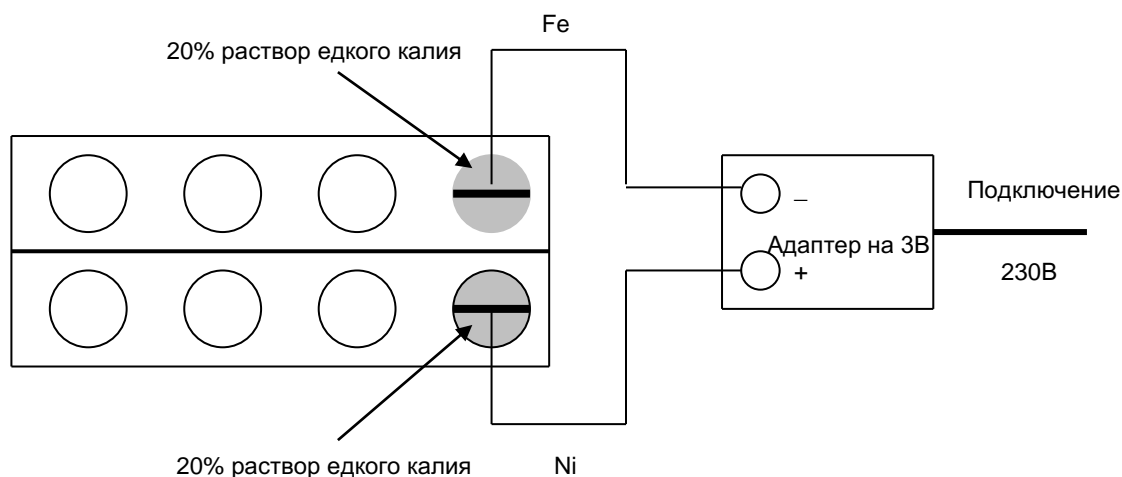 Fe
20% раствор едкого калия
–
Подключение
Адаптер на 3В
+
230В
20% раствор едкого калия
Ni